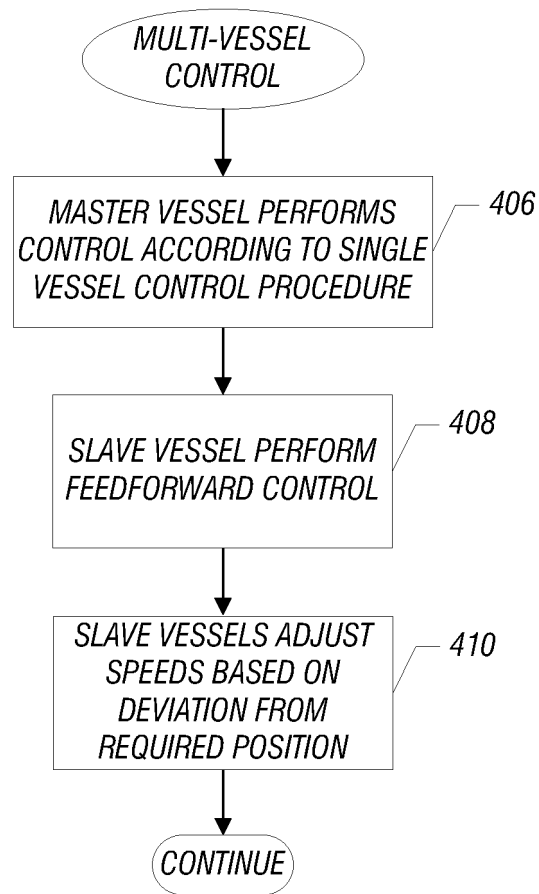 MULTI-VESSEL
CONTROL
MASTER VESSEL PERFORMS
CONTROL ACCORDING TO SINGLE
VESSEL CONTROL PROCEDURE
406
SLAVE VESSEL PERFORM
FEEDFORWARD CONTROL
408
SLAVE VESSELS ADJUST
SPEEDS BASED ON
DEVIATION FROM
REQUIRED POSITION
410
CONTINUE